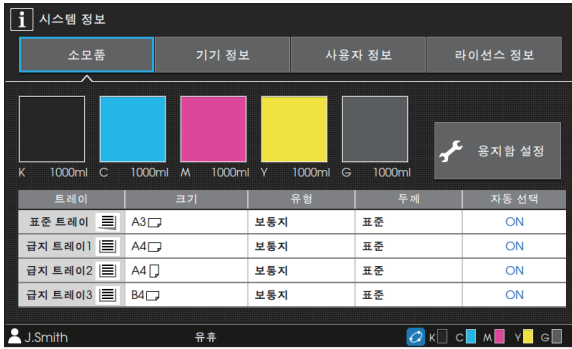 시스템 정보
소모품 기기 정보 사용자 정보 라이선스 정보
K 1000ml C 1000ml M 1000ml Y 1000ml G 1000ml
용지함 설정
트레이 크기 유형 두께 자동 선택
표준 트레이 A3 보통지 표준 ON
급지 트레이1 A4 보통지 표준 ON
급지 트레이2 A4 보통지 표준 ON
급지 트레이3 B4 보통지 표준 ON
J.Smith 유휴 K C M Y G